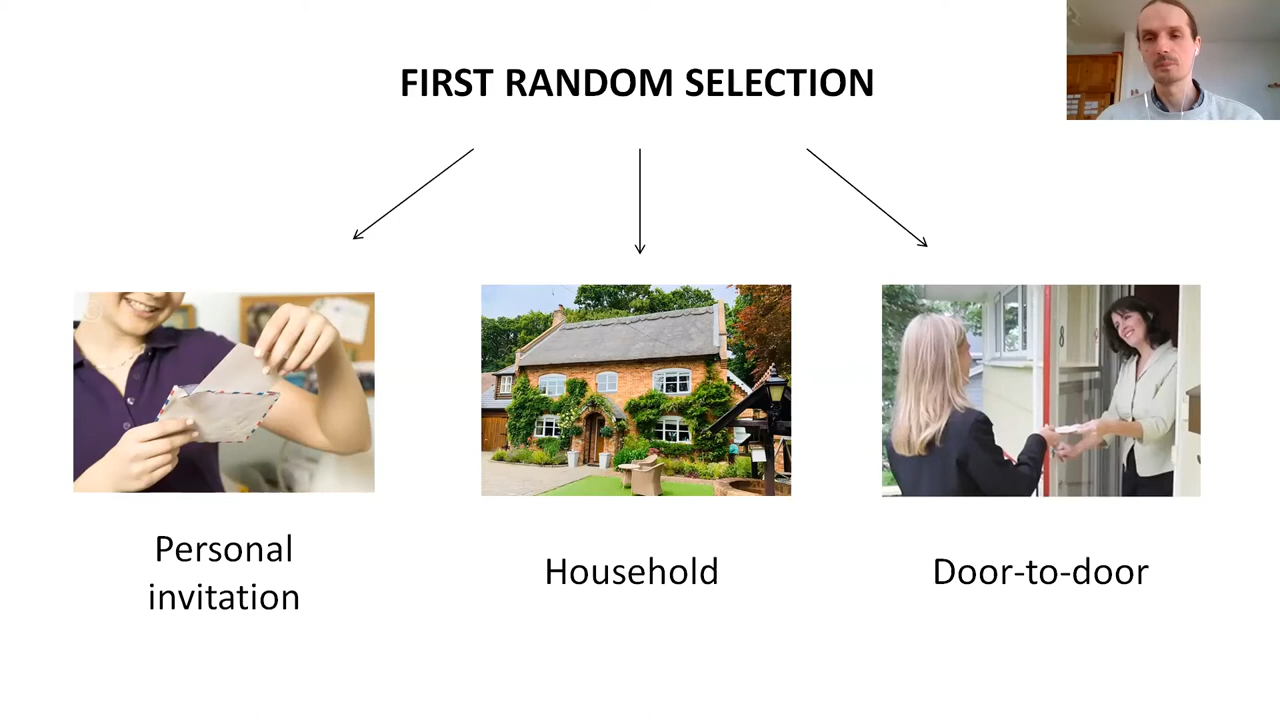 FIRST RANDOM SELECTION
Personal
invitation
Household
Door-to-door